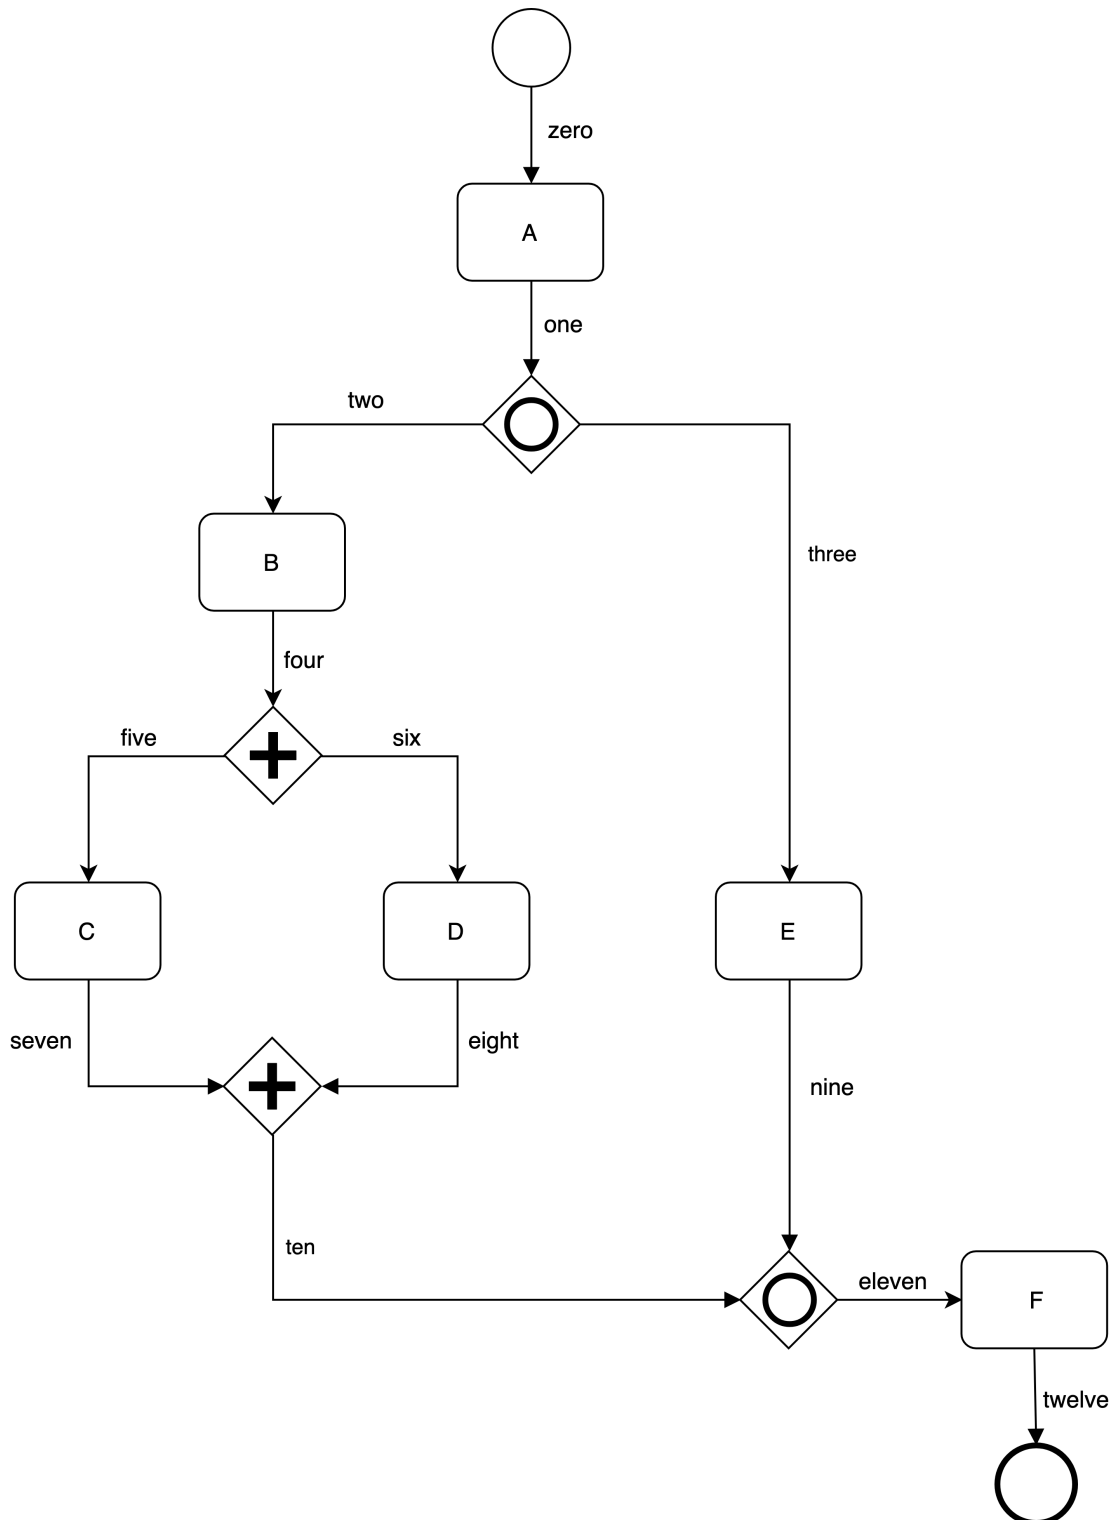 zero
A
one
two
three
B
four
five
six
C
D
E
seven
eight
nine
ten
eleven
F
twelve